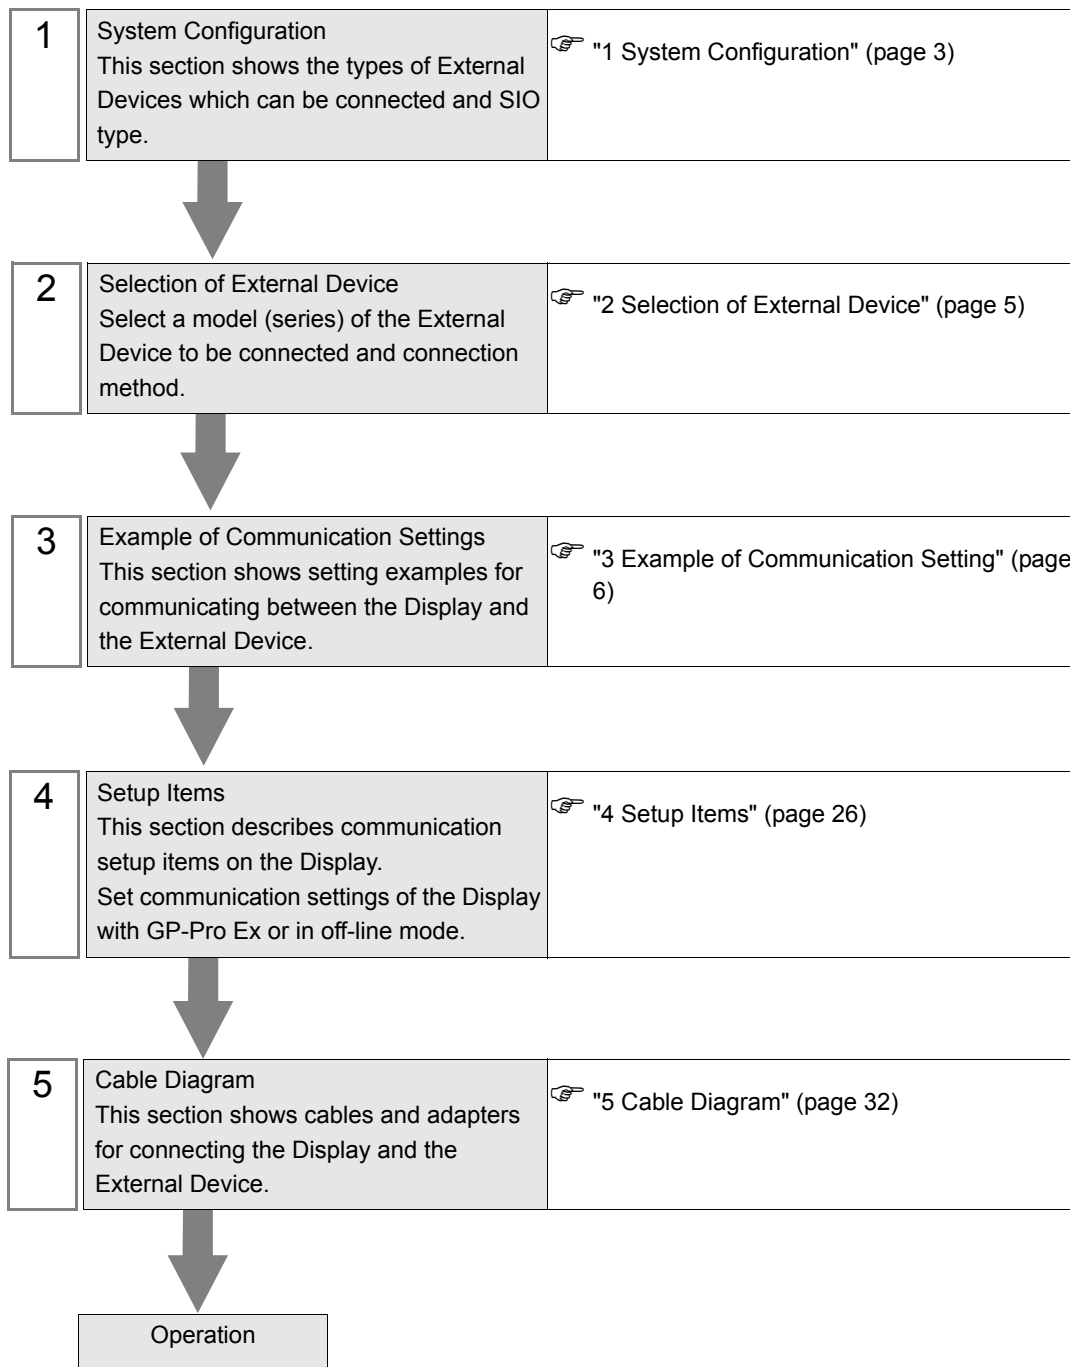 1
System Configuration
This section shows the types of External
Devices which can be connected and SIO
type.
"1 System Configuration" (page 3)
2
Selection of External Device
Select a model (series) of the External
Device to be connected and connection
method.
"2 Selection of External Device" (page 5)
3
Example of Communication Settings
This section shows setting examples for
communicating between the Display and
the External Device.
"3 Example of Communication Setting" (page
6)
4
Setup Items
This section describes communication
setup items on the Display.
Set communication settings of the Display
with GP-Pro Ex or in off-line mode.
"4 Setup Items" (page 26)
5
Cable Diagram
This section shows cables and adapters
for connecting the Display and the
External Device.
"5 Cable Diagram" (page 32)
Operation